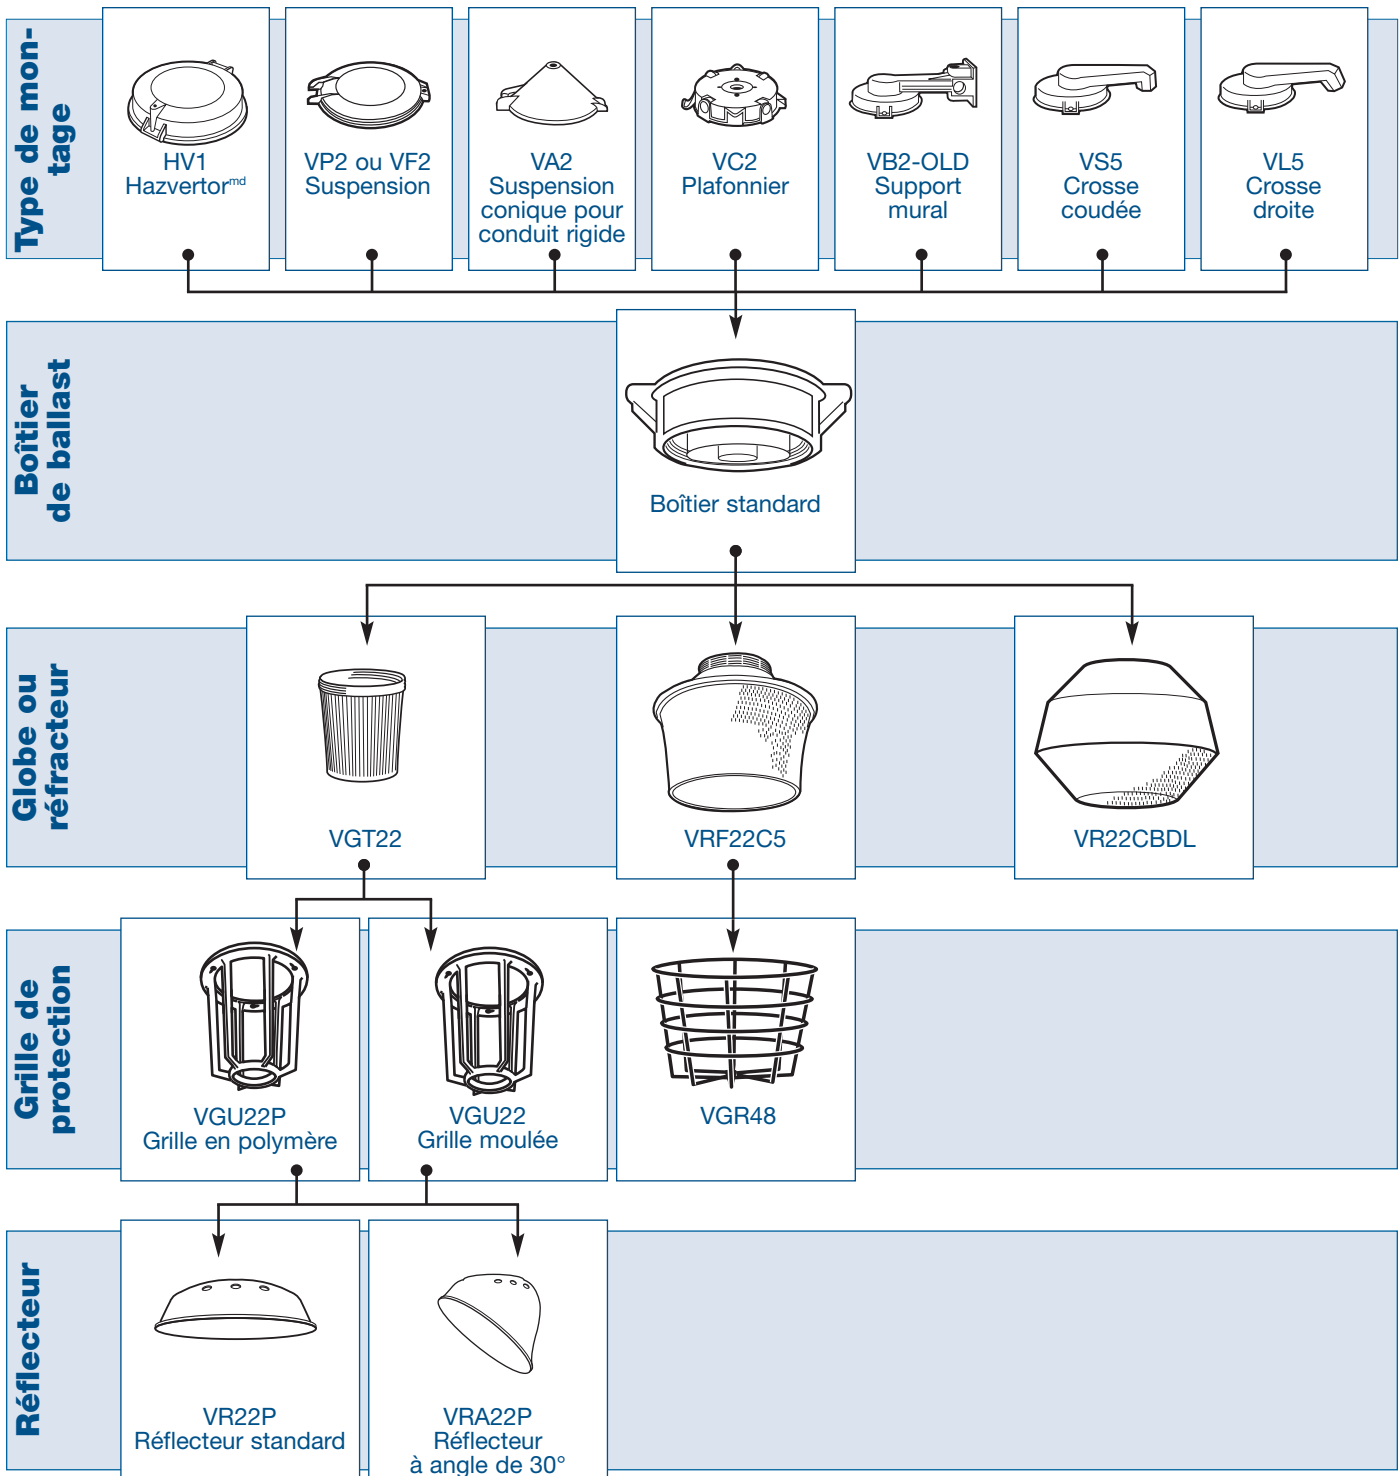 Type de mon-
tage
HV1
Hazvertormd
VP2 ou VF2
Suspension
VA2
Suspension
conique pour
conduit rigide
VC2
Plafonnier
VB2-OLD
Support
mural
VS5
Crosse
coudée
VL5
Crosse
droite
Boîtier
de ballast
Boîtier standard
Globe ou
réfracteur
VGT22
VRF22C5
VR22CBDL
Grille de
protection
VGU22P
Grille en polymère
VGU22
Grille moulée
VGR48
Réflecteur
VR22P
Réflecteur standard
VRA22P
Réflecteur
à angle de 30°